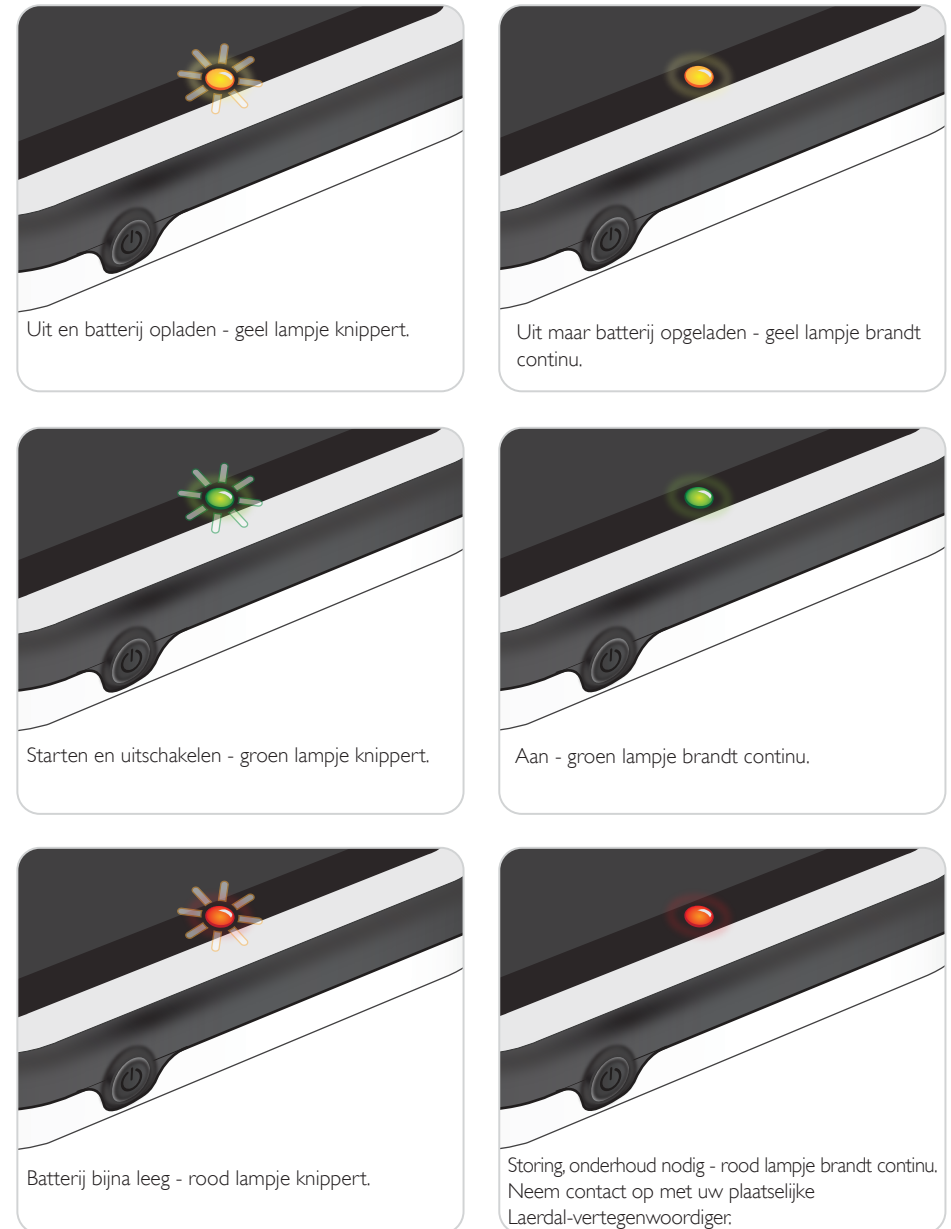 Uit en batterij opladen - geel lampje knippert.
Uit maar batterij opgeladen - geel lampje brandt
continu.
Starten en uitschakelen - groen lampje knippert.
Aan - groen lampje brandt continu.
Batterij bijna leeg - rood lampje knippert.
Storing, onderhoud nodig - rood lampje brandt continu.
Neem contact op met uw plaatselijke
Laerdal-vertegenwoordiger.